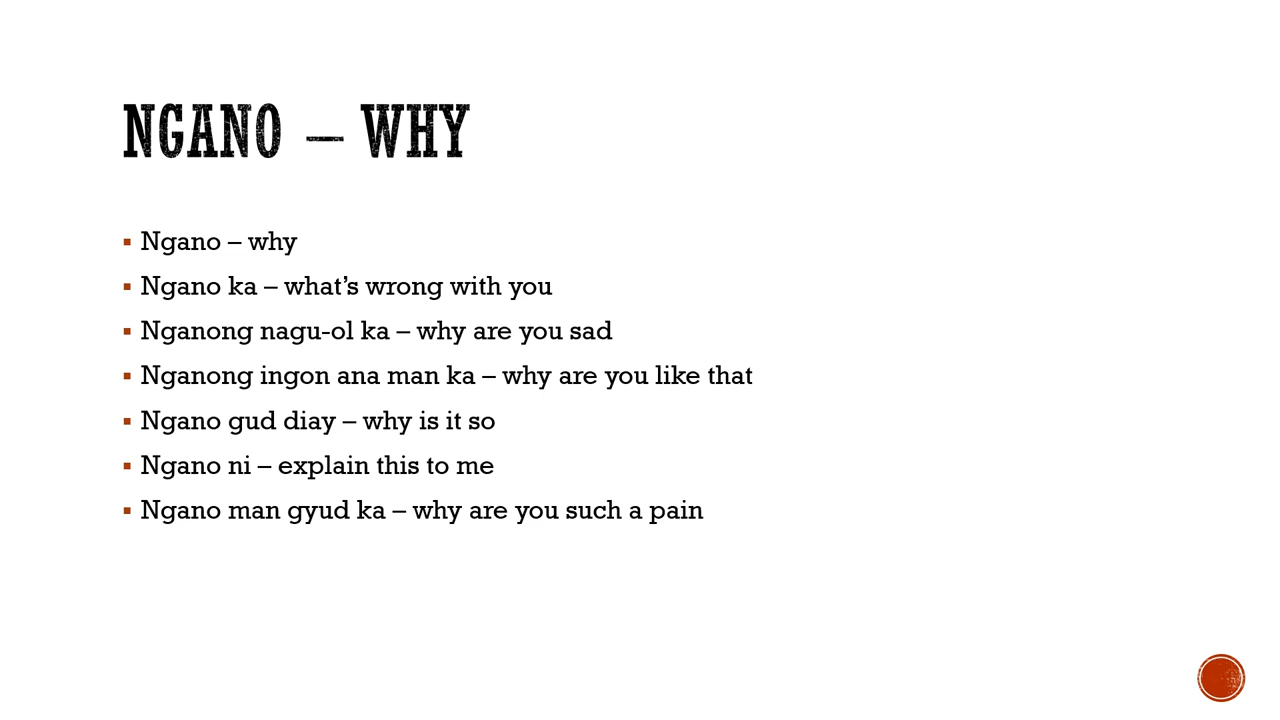 NGANO – WHY
Ngano – why
Ngano ka – what’s wrong with you
Nganong nagu-ol ka – why are you sad
Nganong ingon ana man ka – why are you like that
Ngano gud diay – why is it so
Ngano ni – explain this to me
Ngano man gyud ka – why are you such a pain